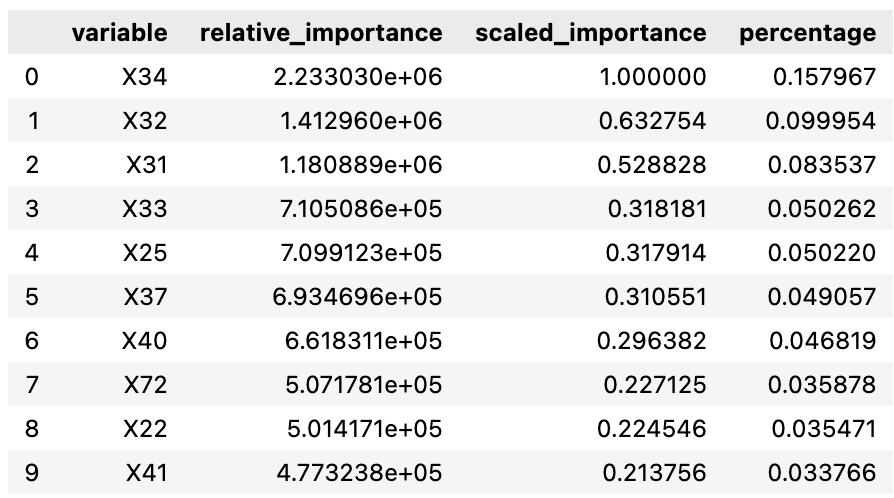 variable relative_importance scaled_importance percentage
0 X34 2.233030e+06 1.000000 0.157967
1 X32 1.412960e+06 0.632754 0.099954
2 X31 1.180889e+06 0.528828 0.083537
3 X33 7.105086e+05 0.318181 0.050262
4 X25 7.099123e+05 0.317914 0.050220
5 X37 6.934696e+05 0.310551 0.049057
6 X40 6.618311e+05 0.296382 0.046819
7 X72 5.071781e+05 0.227125 0.035878
8 X22 5.014171e+05 0.224546 0.035471
9 X41 4.773238e+05 0.213756 0.033766